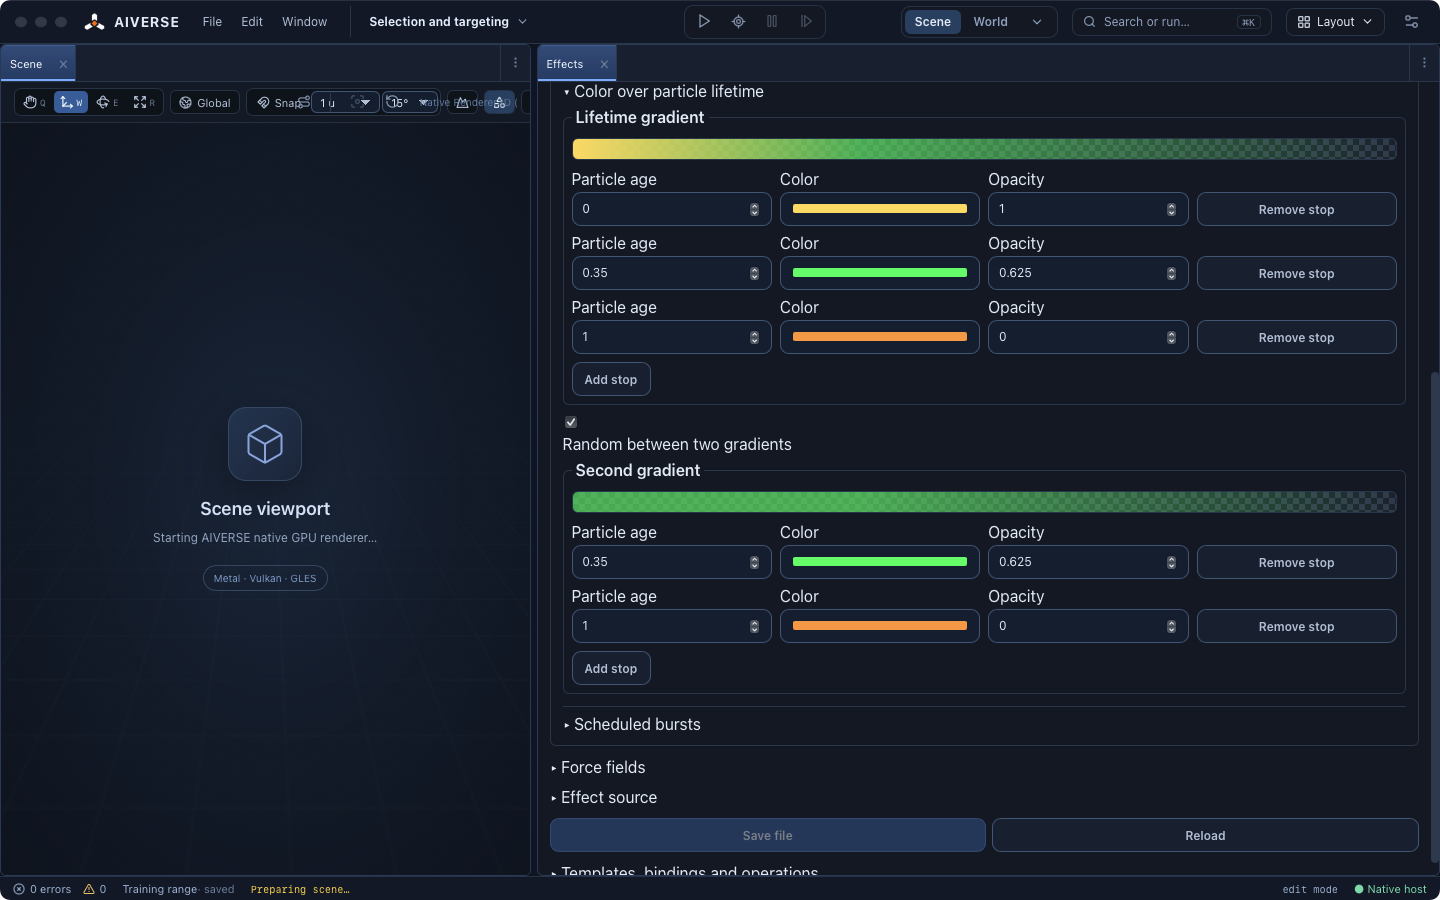 AIVERSE File Edit Window Selection and targeting Scene World Search or run... ⌘K Layout
Scene
Effects
Q W E R Global Snap 1 u 15°
Color over particle lifetime
Lifetime gradient
Particle age Color Opacity
0 1 Remove stop
Particle age Color Opacity
0.35 0.625 Remove stop
Particle age Color Opacity
1 0 Remove stop
Add stop
Random between two gradients
Second gradient
Particle age Color Opacity
0.35 0.625 Remove stop
Particle age Color Opacity
1 0 Remove stop
Add stop
Scheduled bursts
Force fields
Effect source
Save file Reload
Templates, bindings and operations
Scene viewport
Starting AIVERSE native GPU renderer...
Metal · Vulkan · GLES
0 errors 0 Training range · saved Preparing scene… edit mode Native host